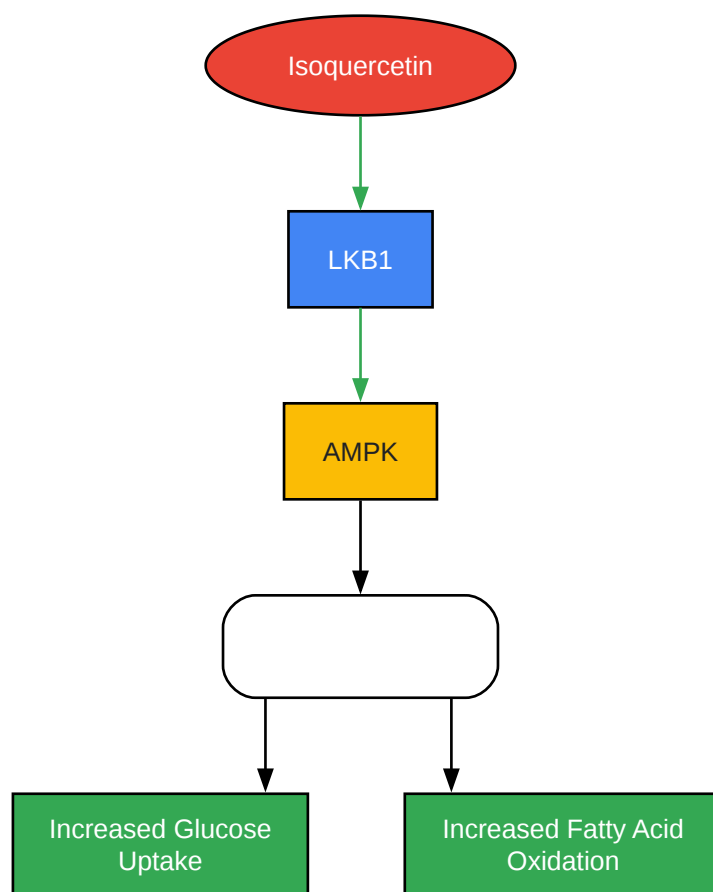 Isoquercetin
LKB1
AMPK
Increased Glucose
Uptake
Increased Fatty Acid
Oxidation